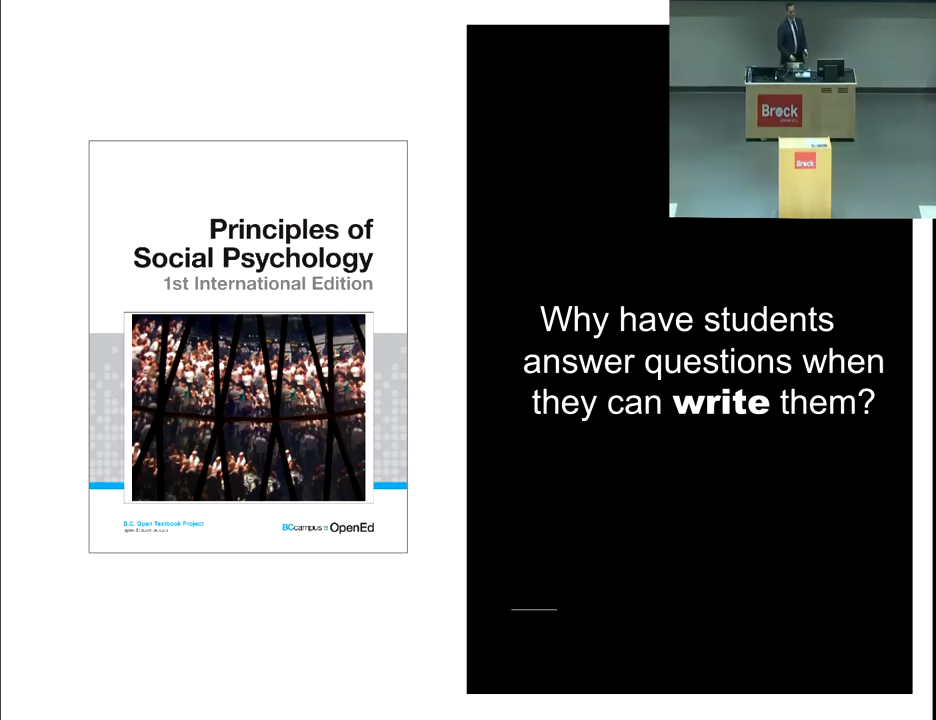 Principles of
Social Psychology
1st International Edition
B.C. Open Textbook Project
BCcampus
OpenEd
Brock
University
Brock
Why have students
answer questions when
they can write them?